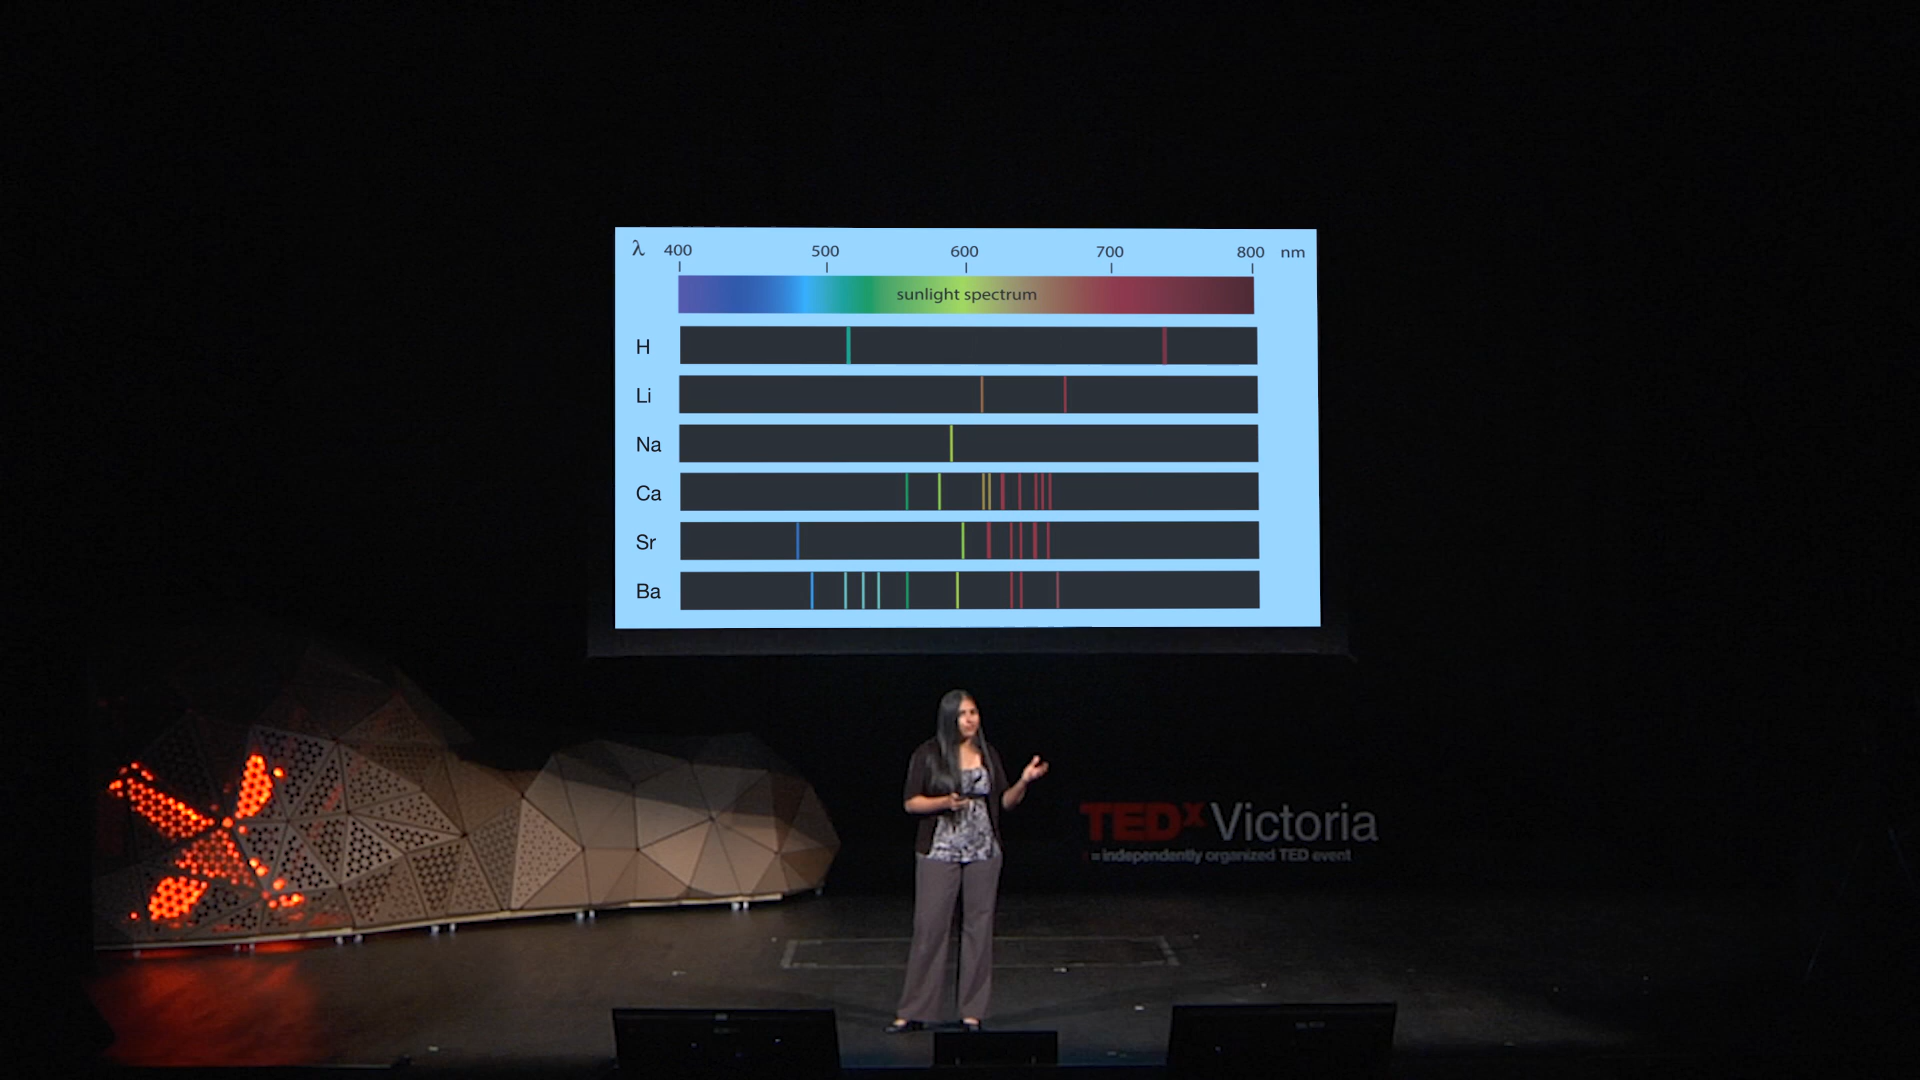 λ 400 500 600 700 800 nm
sunlight spectrum
H
Li
Na
Ca
Sr
Ba
TEDx Victoria
x = independently organized TED event